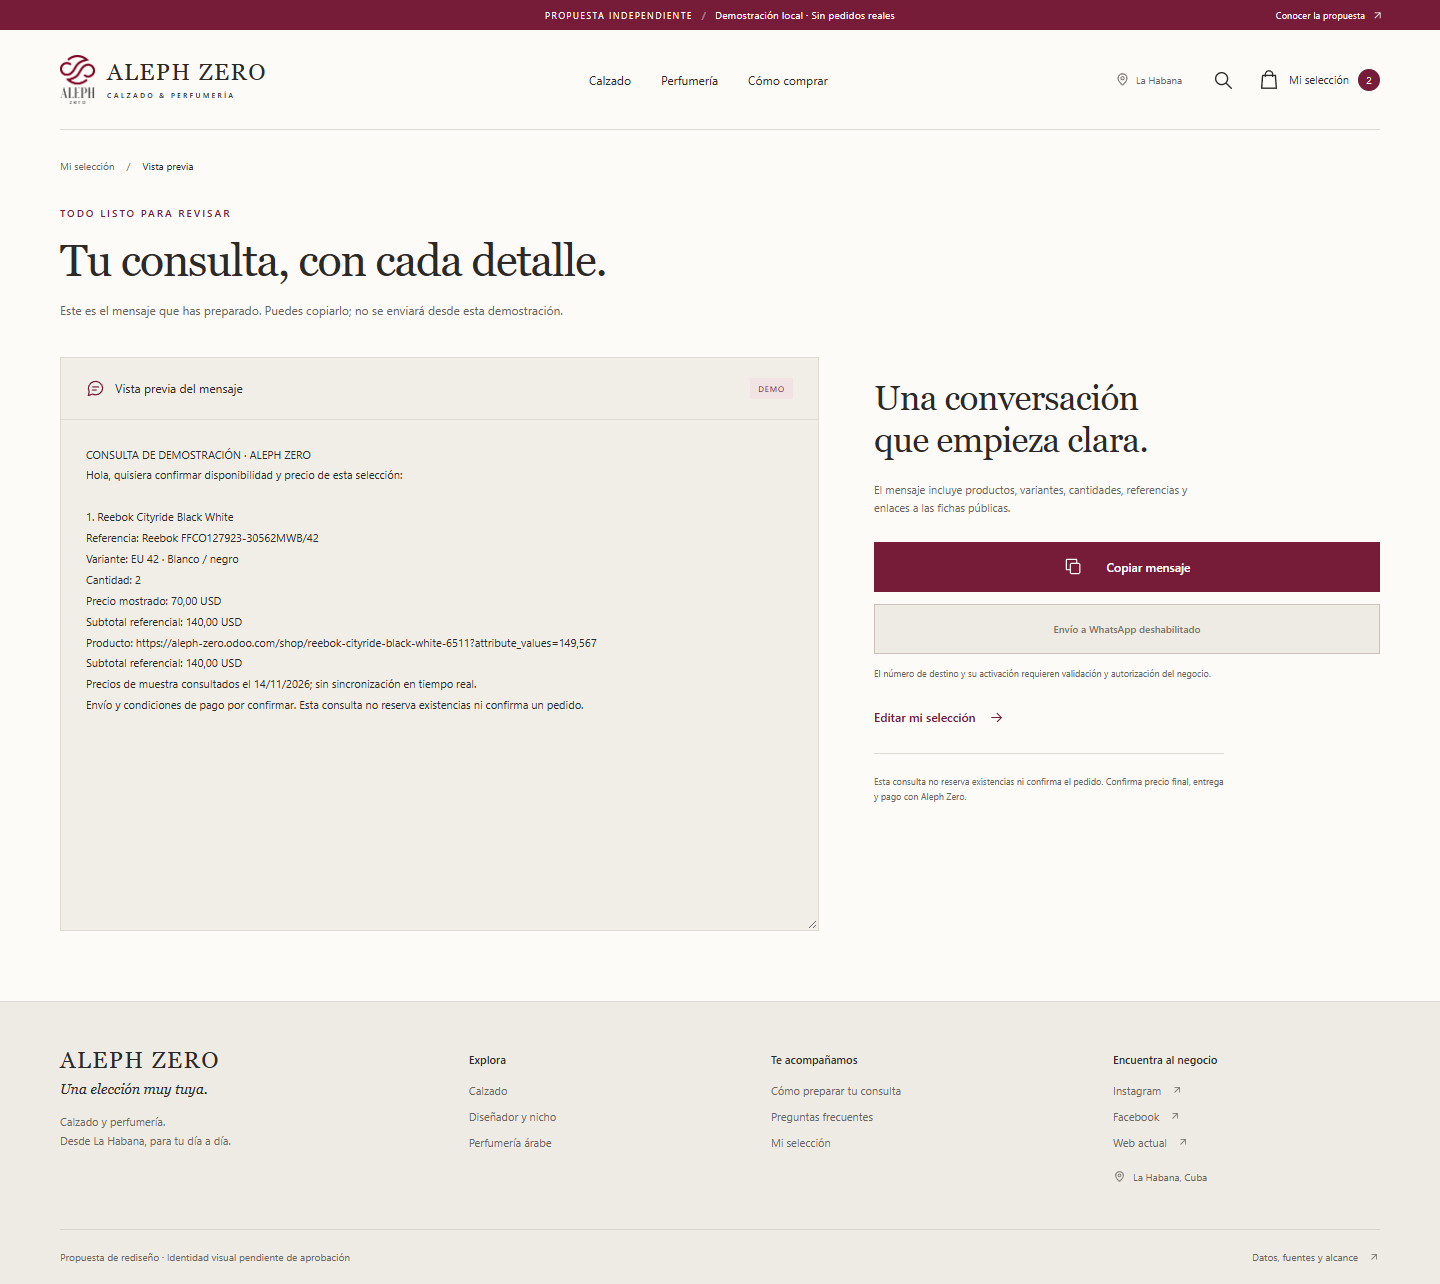 PROPUESTA INDEPENDIENTE / Demostración local · Sin pedidos reales
Conocer la propuesta
ALEPH
zero
ALEPH ZERO
CALZADO & PERFUMERÍA
Calzado
Perfumería
Cómo comprar
La Habana
Mi selección 2
Mi selección / Vista previa
TODO LISTO PARA REVISAR
Tu consulta, con cada detalle.
Este es el mensaje que has preparado. Puedes copiarlo; no se enviará desde esta demostración.
Vista previa del mensaje
DEMO
CONSULTA DE DEMOSTRACIÓN · ALEPH ZERO
Hola, quisiera confirmar disponibilidad y precio de esta selección:
1. Reebok Cityride Black White
Referencia: Reebok FFCO127923-30562MWB/42
Variante: EU 42 · Blanco / negro
Cantidad: 2
Precio mostrado: 70,00 USD
Subtotal referencial: 140,00 USD
Producto: https://aleph-zero.odoo.com/shop/reebok-cityride-black-white-6511?attribute_values=149,567
Subtotal referencial: 140,00 USD
Precios de muestra consultados el 14/11/2026; sin sincronización en tiempo real.
Envío y condiciones de pago por confirmar. Esta consulta no reserva existencias ni confirma un pedido.
Una conversación
que empieza clara.
El mensaje incluye productos, variantes, cantidades, referencias y
enlaces a las fichas públicas.
Copiar mensaje
Envío a WhatsApp deshabilitado
El número de destino y su activación requieren validación y autorización del negocio.
Editar mi selección
Esta consulta no reserva existencias ni confirma el pedido. Confirma precio final, entrega
y pago con Aleph Zero.
ALEPH ZERO
Una elección muy tuya.
Calzado y perfumería.
Desde La Habana, para tu día a día.
Explora
Calzado
Diseñador y nicho
Perfumería árabe
Te acompañamos
Cómo preparar tu consulta
Preguntas frecuentes
Mi selección
Encuentra al negocio
Instagram
Facebook
Web actual
La Habana, Cuba
Propuesta de rediseño · Identidad visual pendiente de aprobación
Datos, fuentes y alcance